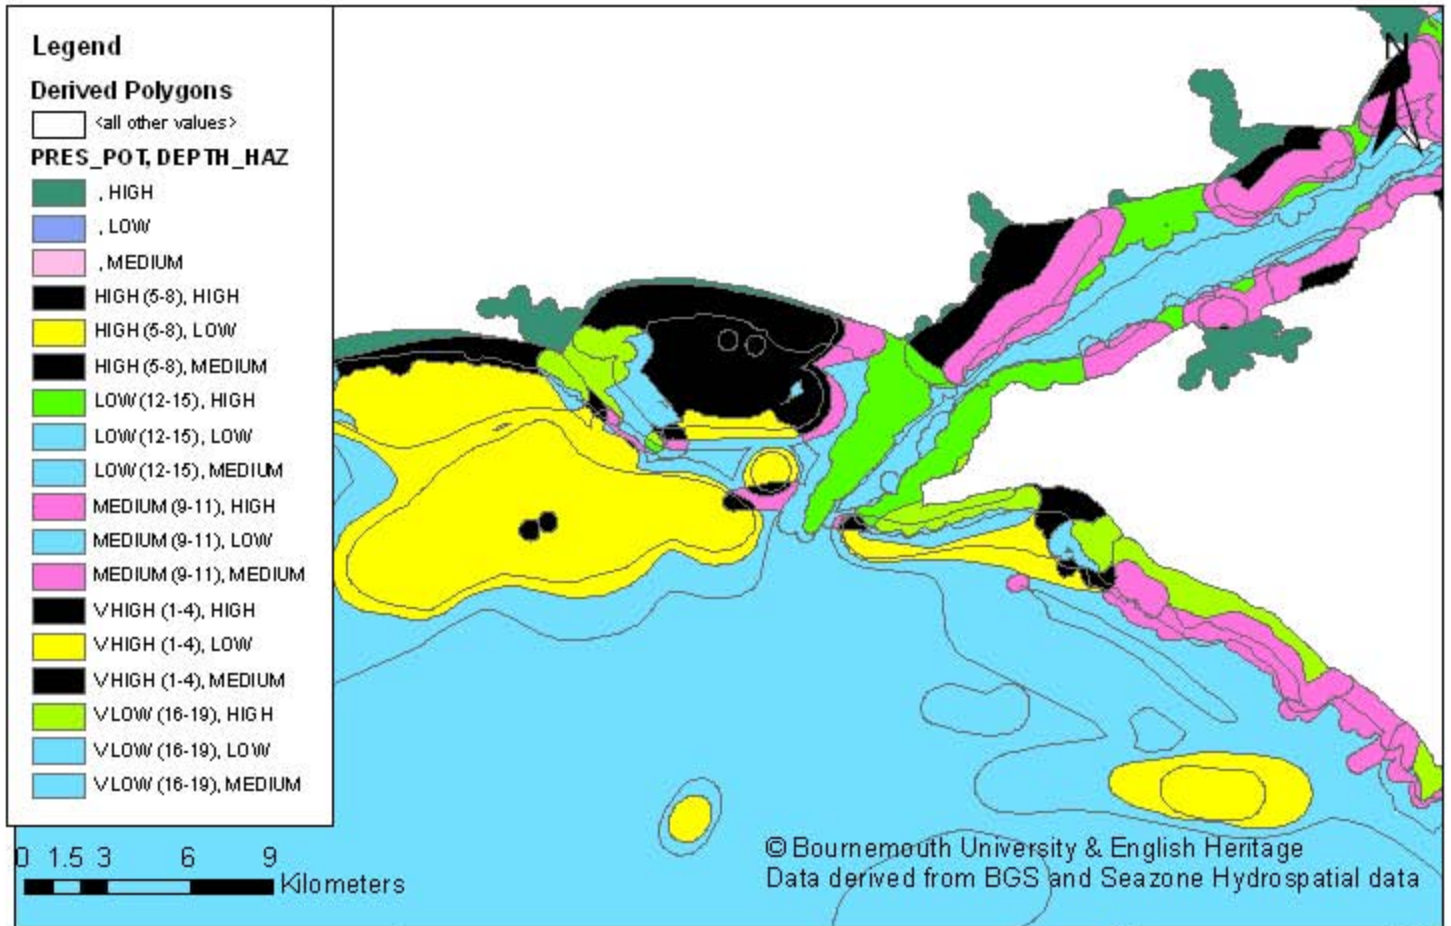 Legend
Derived Polygons
<all other values>
PRES_POT, DEPTH_HAZ
, HIGH
, LOW
, MEDIUM
HIGH (5-8), HIGH
HIGH (5-8), LOW
HIGH (5-8), MEDIUM
LOW (12-15), HIGH
LOW (12-15), LOW
LOW (12-15), MEDIUM
MEDIUM (9-11), HIGH
MEDIUM (9-11), LOW
MEDIUM (9-11), MEDIUM
VHIGH (1-4), HIGH
VHIGH (1-4), LOW
VHIGH (1-4), MEDIUM
VLOW (16-19), HIGH
VLOW (16-19), LOW
VLOW (16-19), MEDIUM
N
0 1.5 3 6 9
Kilometers
© Bournemouth University & English Heritage
Data derived from BGS and Seazone Hydrospatial data